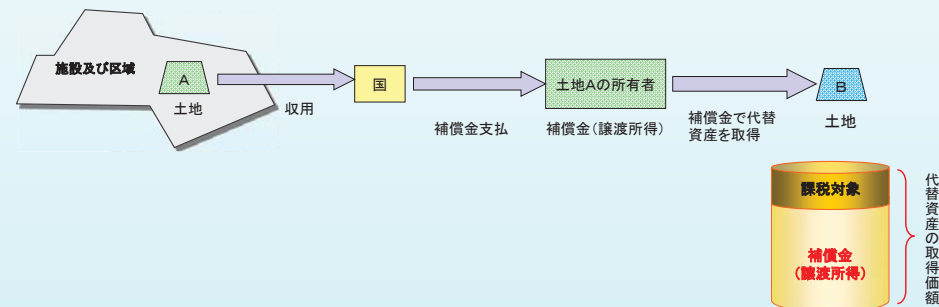 施設及び区域
A
土地
収用
国
補償金支払
土地Aの所有者
補償金（譲渡所得）
補償金で代替
資産を取得
B
土地
課税対象
補償金
（譲渡所得）
代替資産の取得価額